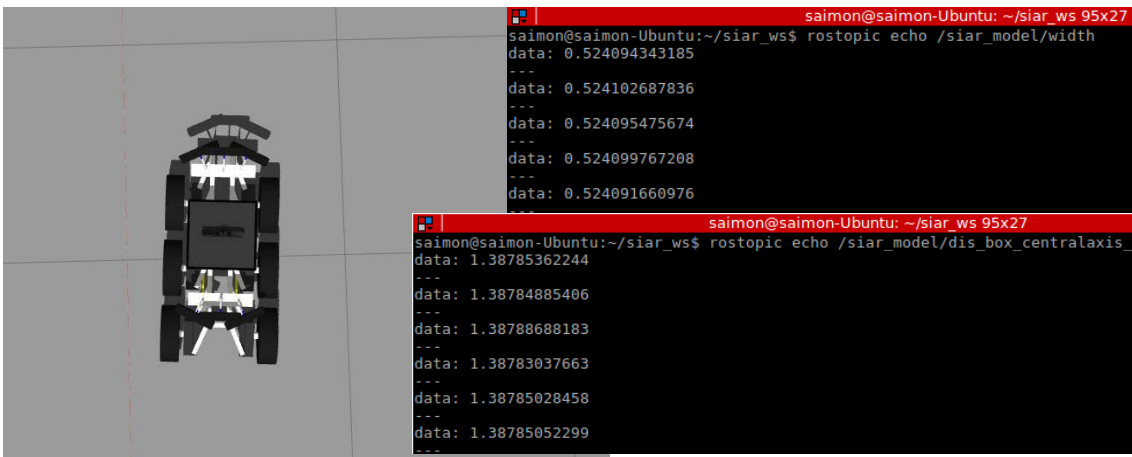 saimon@saimon-Ubuntu: ~/siar_ws 95x27
saimon@saimon-Ubuntu:~/siar_ws$ rostopic echo /siar_model/width
data: 0.524094343185
---
data: 0.524102687836
---
data: 0.524095475674
---
data: 0.524099767208
---
data: 0.524091660976
---
saimon@saimon-Ubuntu: ~/siar_ws 95x27
saimon@saimon-Ubuntu:~/siar_ws$ rostopic echo /siar_model/dis_box_centralaxis_
data: 1.38785362244
---
data: 1.38784885406
---
data: 1.38788688183
---
data: 1.38783037663
---
data: 1.38785028458
---
data: 1.38785052299
---